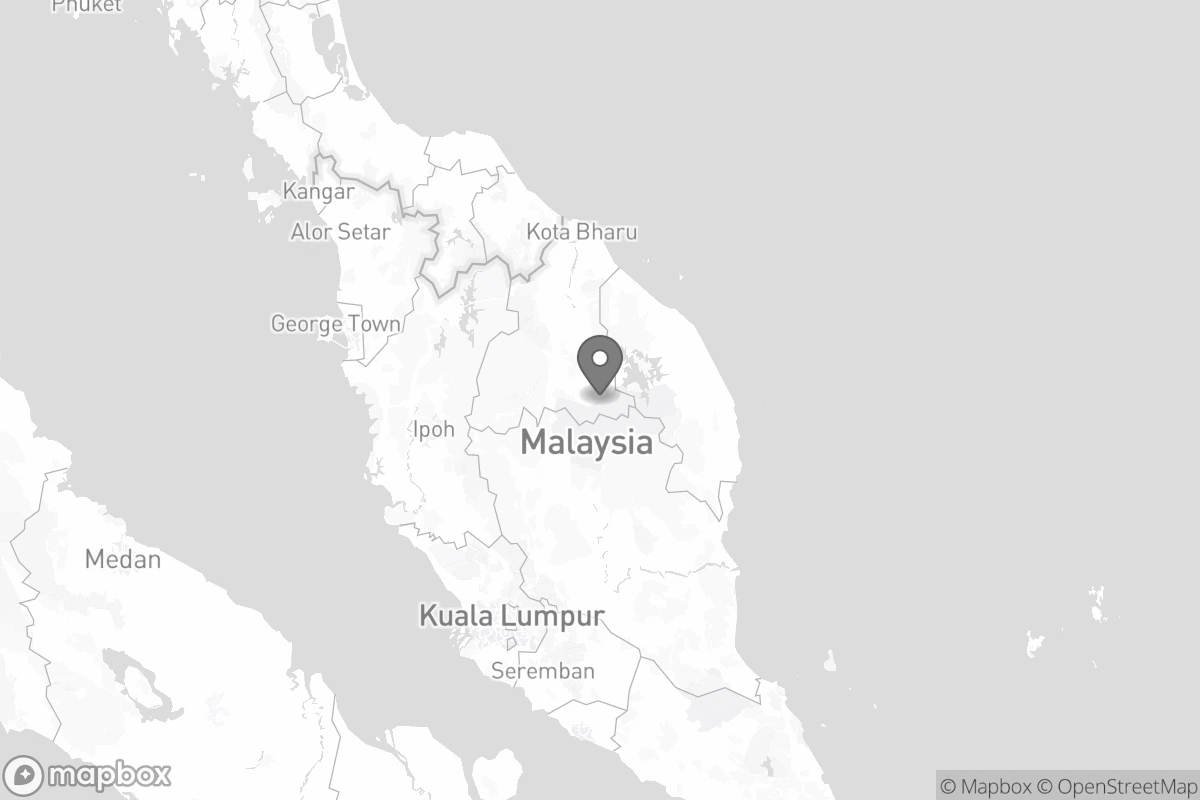 Phuket
Kangar
Alor Setar
Kota Bharu
George Town
Ipoh
Malaysia
Medan
Kuala Lumpur
Seremban
mapbox
© Mapbox © OpenStreetMap